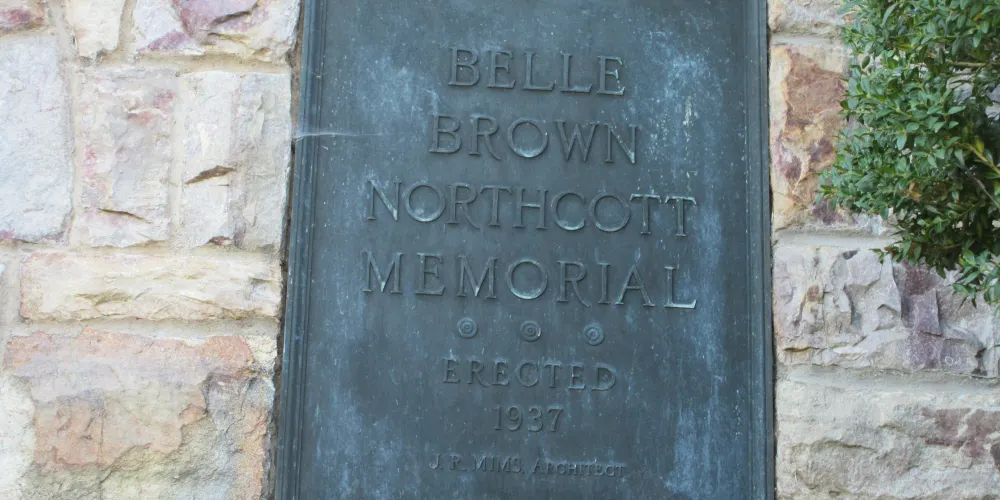 BELLE
BROWN
NORTHCOTT
MEMORIAL
ERECTED
1937
J. R. MIMS, ARCHITECT